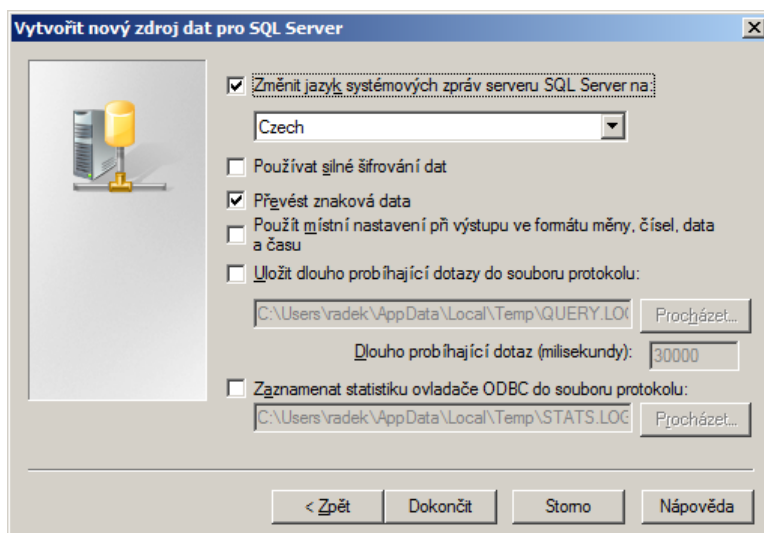 Vytvořit nový zdroj dat pro SQL Server
Změnit jazyk systémových zpráv serveru SQL Server na:
Czech
Používat silné šifrování dat
Převést znaková data
Použít místní nastavení při výstupu ve formátu měny, čísel, data
a času
Uložit dlouho probíhající dotazy do souboru protokolu:
C:\Users\radek\AppData\Local\Temp\QUERY.LOG
Procházet...
Dlouho probíhající dotaz (milisekundy):
30000
Zaznamenat statistiku ovladače ODBC do souboru protokolu:
C:\Users\radek\AppData\Local\Temp\STATS.LOG
Procházet...
< Zpět
Dokončit
Storno
Nápověda